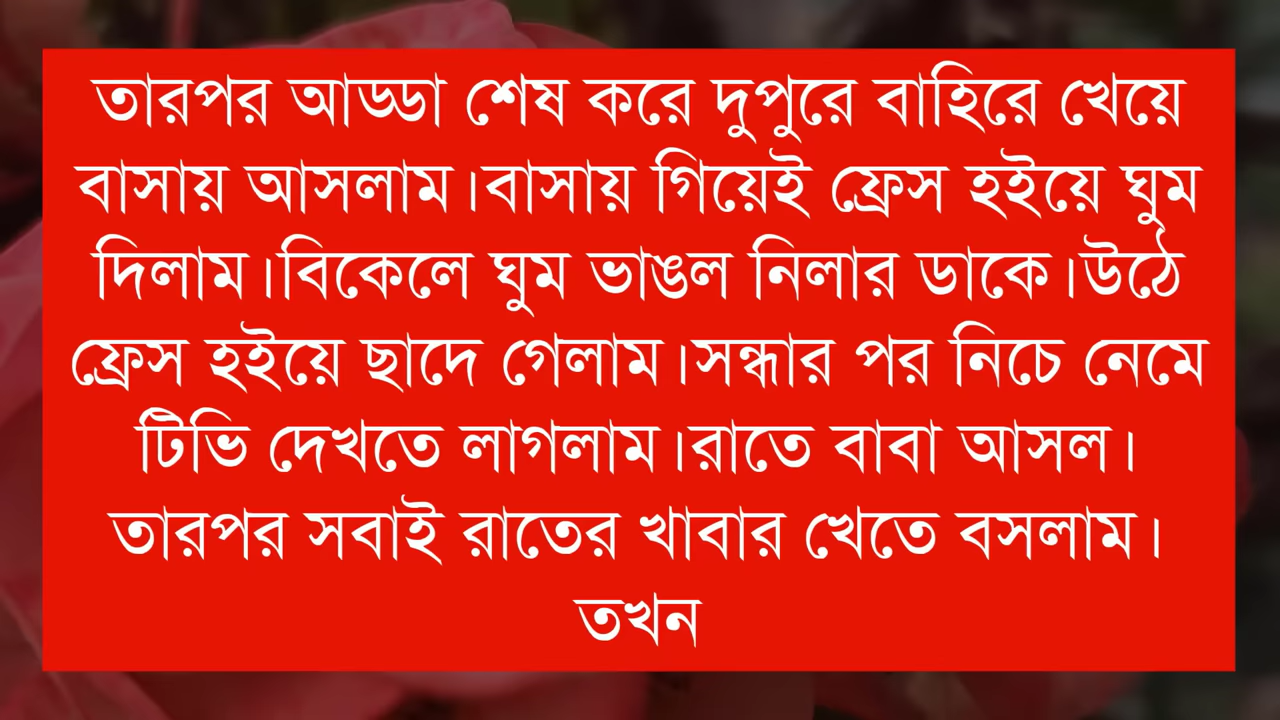 তারপর আড্ডা শেষ করে দুপুরে বাহিরে খেয়ে
বাসায় আসলাম।বাসায় গিয়েই ফ্রেস হইয়ে ঘুম
দিলাম।বিকেলে ঘুম ভাঙল নিলার ডাকে।উঠে
ফ্রেস হইয়ে ছাদে গেলাম।সন্ধার পর নিচে নেমে
টিভি দেখতে লাগলাম।রাতে বাবা আসল।
তারপর সবাই রাতের খাবার খেতে বসলাম।
তখন